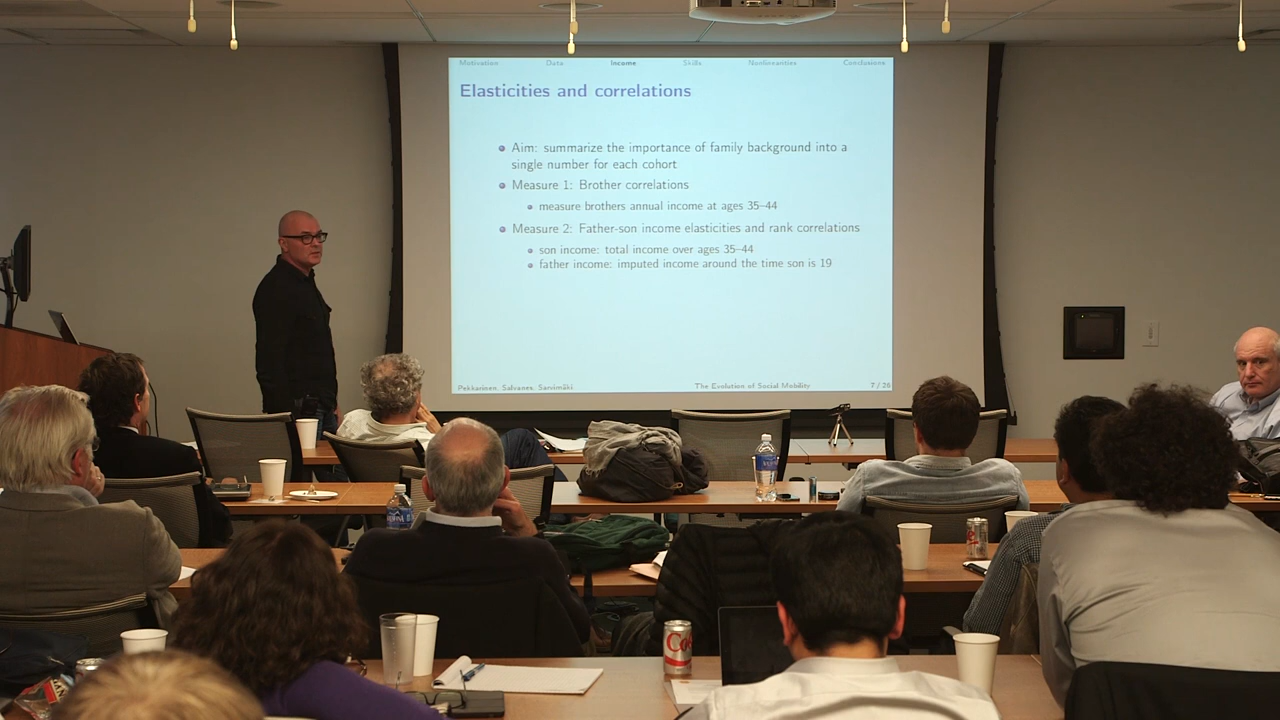 Motivation Data Income Skills Nonlinearities Conclusions
Elasticities and correlations
Aim: summarize the importance of family background into a
single number for each cohort
Measure 1: Brother correlations
measure brothers annual income at ages 35–44
Measure 2: Father-son income elasticities and rank correlations
son income: total income over ages 35–44
father income: imputed income around the time son is 19
Pekkarinen, Salvanes, Sarvimäki The Evolution of Social Mobility 7 / 26